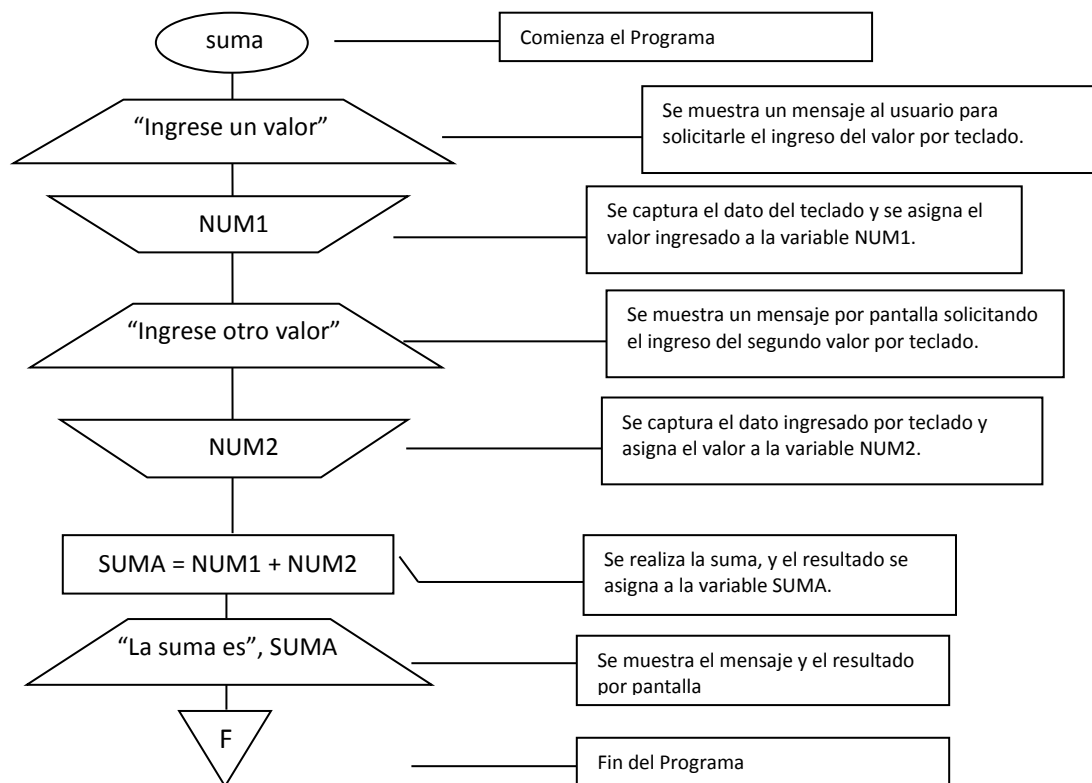 suma
Comienza el Programa
“Ingrese un valor”
Se muestra un mensaje al usuario para
solicitarle el ingreso del valor por teclado.
NUM1
Se captura el dato del teclado y se asigna el
valor ingresado a la variable NUM1.
“Ingrese otro valor”
Se muestra un mensaje por pantalla solicitando
el ingreso del segundo valor por teclado.
NUM2
Se captura el dato ingresado por teclado y
asigna el valor a la variable NUM2.
SUMA = NUM1 + NUM2
Se realiza la suma, y el resultado se
asigna a la variable SUMA.
“La suma es”, SUMA
Se muestra el mensaje y el resultado
por pantalla
F
Fin del Programa